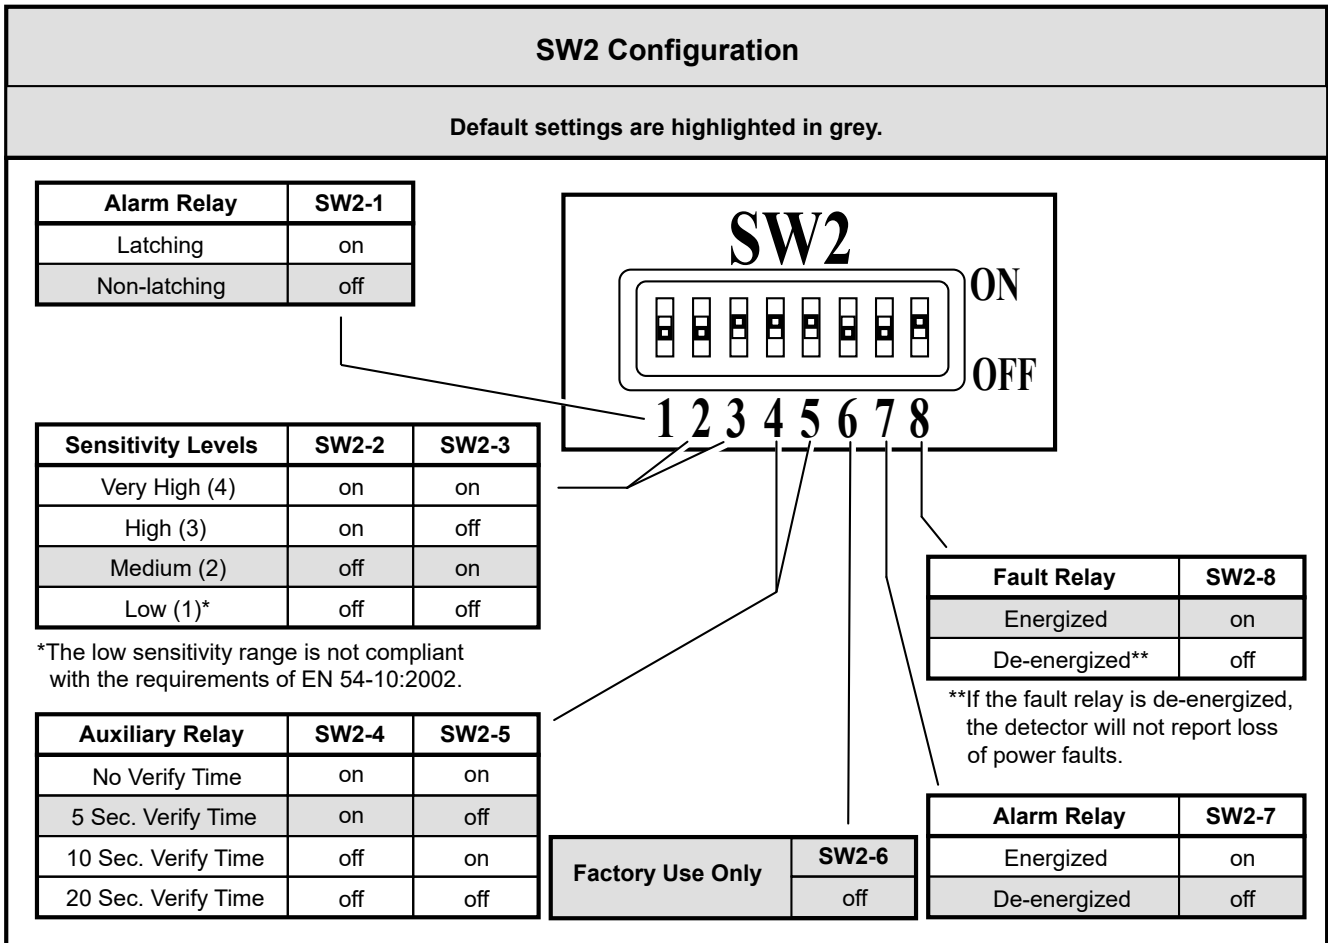 SW2 Configuration
Default settings are highlighted in grey.
Alarm Relay SW2-1
Latching on
Non-latching off
SW2
ON
OFF
1 2 3 4 5 6 7 8
Sensitivity Levels SW2-2 SW2-3
Very High (4) on on
High (3) on off
Medium (2) off on
Low (1)* off off
*The low sensitivity range is not compliant
with the requirements of EN 54-10:2002.
Fault Relay SW2-8
Energized on
De-energized** off
**If the fault relay is de-energized,
the detector will not report loss
of power faults.
Auxiliary Relay SW2-4 SW2-5
No Verify Time on on
5 Sec. Verify Time on off
10 Sec. Verify Time off on
20 Sec. Verify Time off off
Factory Use Only SW2-6
off
Alarm Relay SW2-7
Energized on
De-energized off